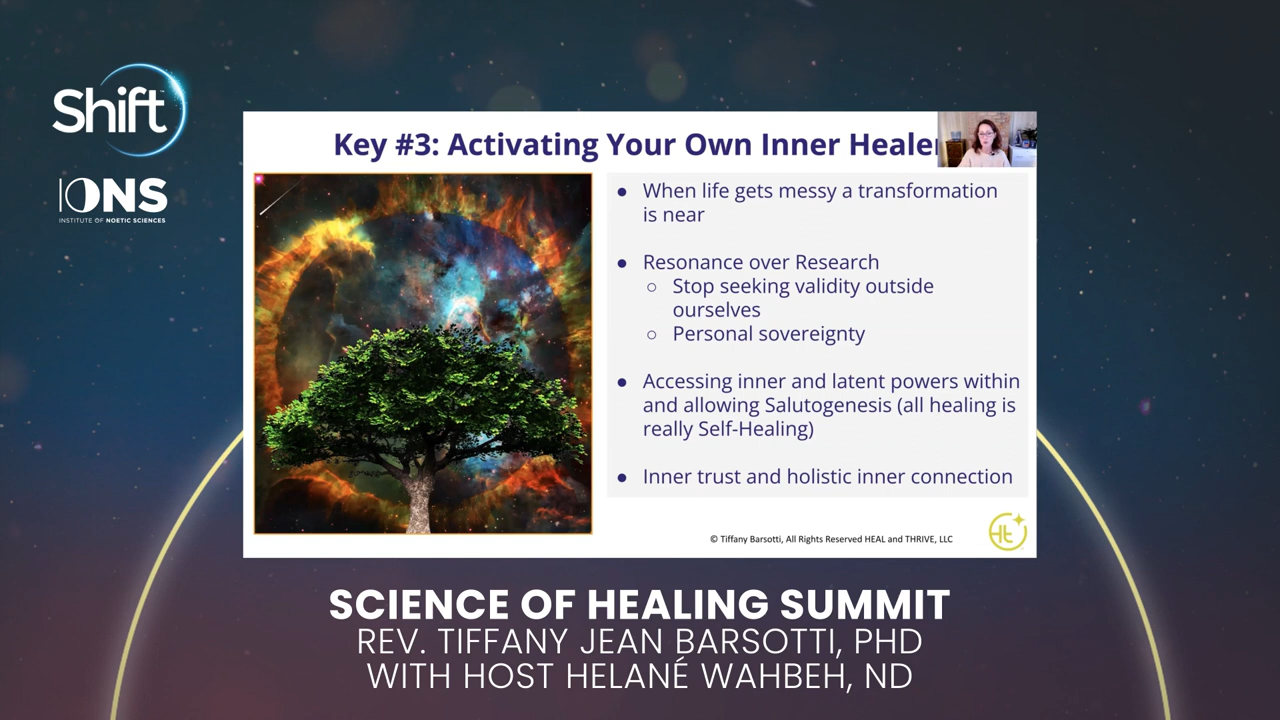 Shift
IONS
INSTITUTE OF NOETIC SCIENCES
Key #3: Activating Your Own Inner Healer
● When life gets messy a transformation
is near
● Resonance over Research
○ Stop seeking validity outside
ourselves
○ Personal sovereignty
● Accessing inner and latent powers within
and allowing Salutogenesis (all healing is
really Self-Healing)
● Inner trust and holistic inner connection
© Tiffany Barsotti, All Rights Reserved HEAL and THRIVE, LLC
Ht
SCIENCE OF HEALING SUMMIT
REV. TIFFANY JEAN BARSOTTI, PHD
WITH HOST HELANÉ WAHBEH, ND